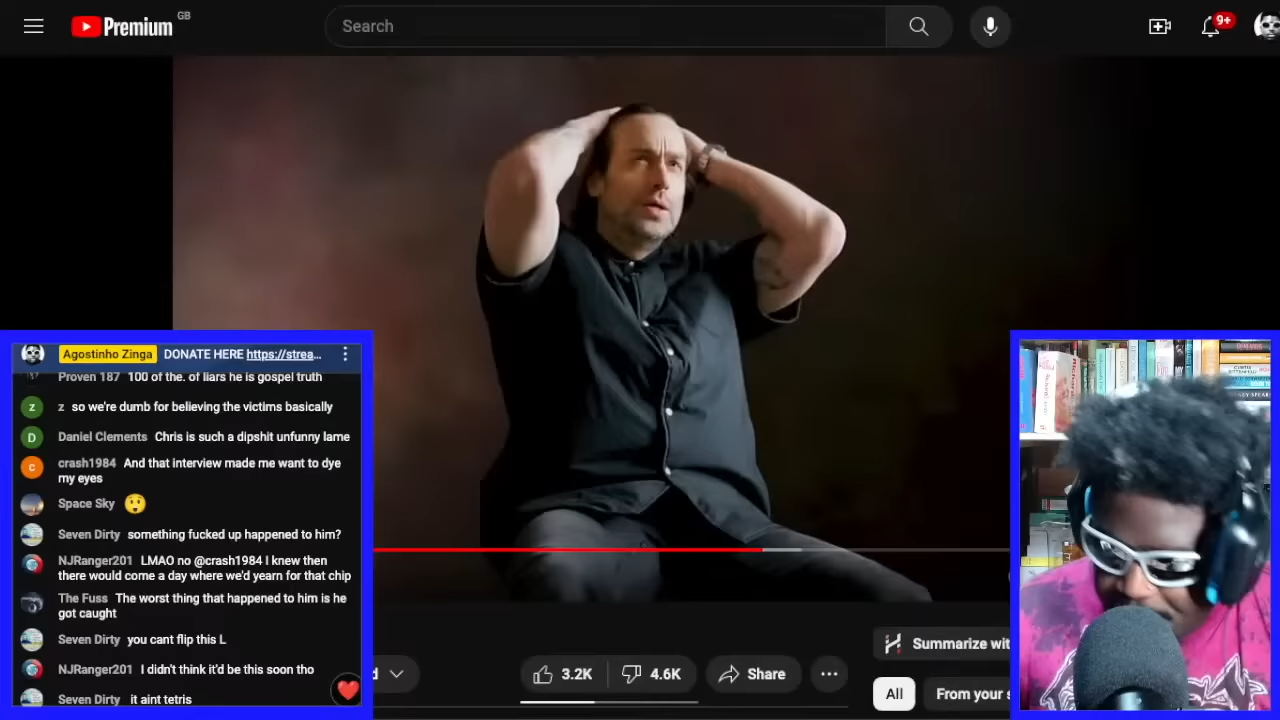 Premium GB
Search
9+
Agostinho Zinga DONATE HERE https://strea...
Proven 187 100 of the. of liars he is gospel truth
z z so we're dumb for believing the victims basically
D Daniel Clements Chris is such a dipshit unfunny lame
c crash1984 And that interview made me want to dye
my eyes
Space Sky
Seven Dirty something fucked up happened to him?
NJRanger201 LMAO no @crash1984 I knew then
there would come a day where we'd yearn for that chip
The Fuss The worst thing that happened to him is he
got caught
Seven Dirty you cant flip this L
NJRanger201 I didn't think it'd be this soon tho
Seven Dirty it aint tetris
d
3.2K
4.6K
Share
Summarize wit
All
From your s